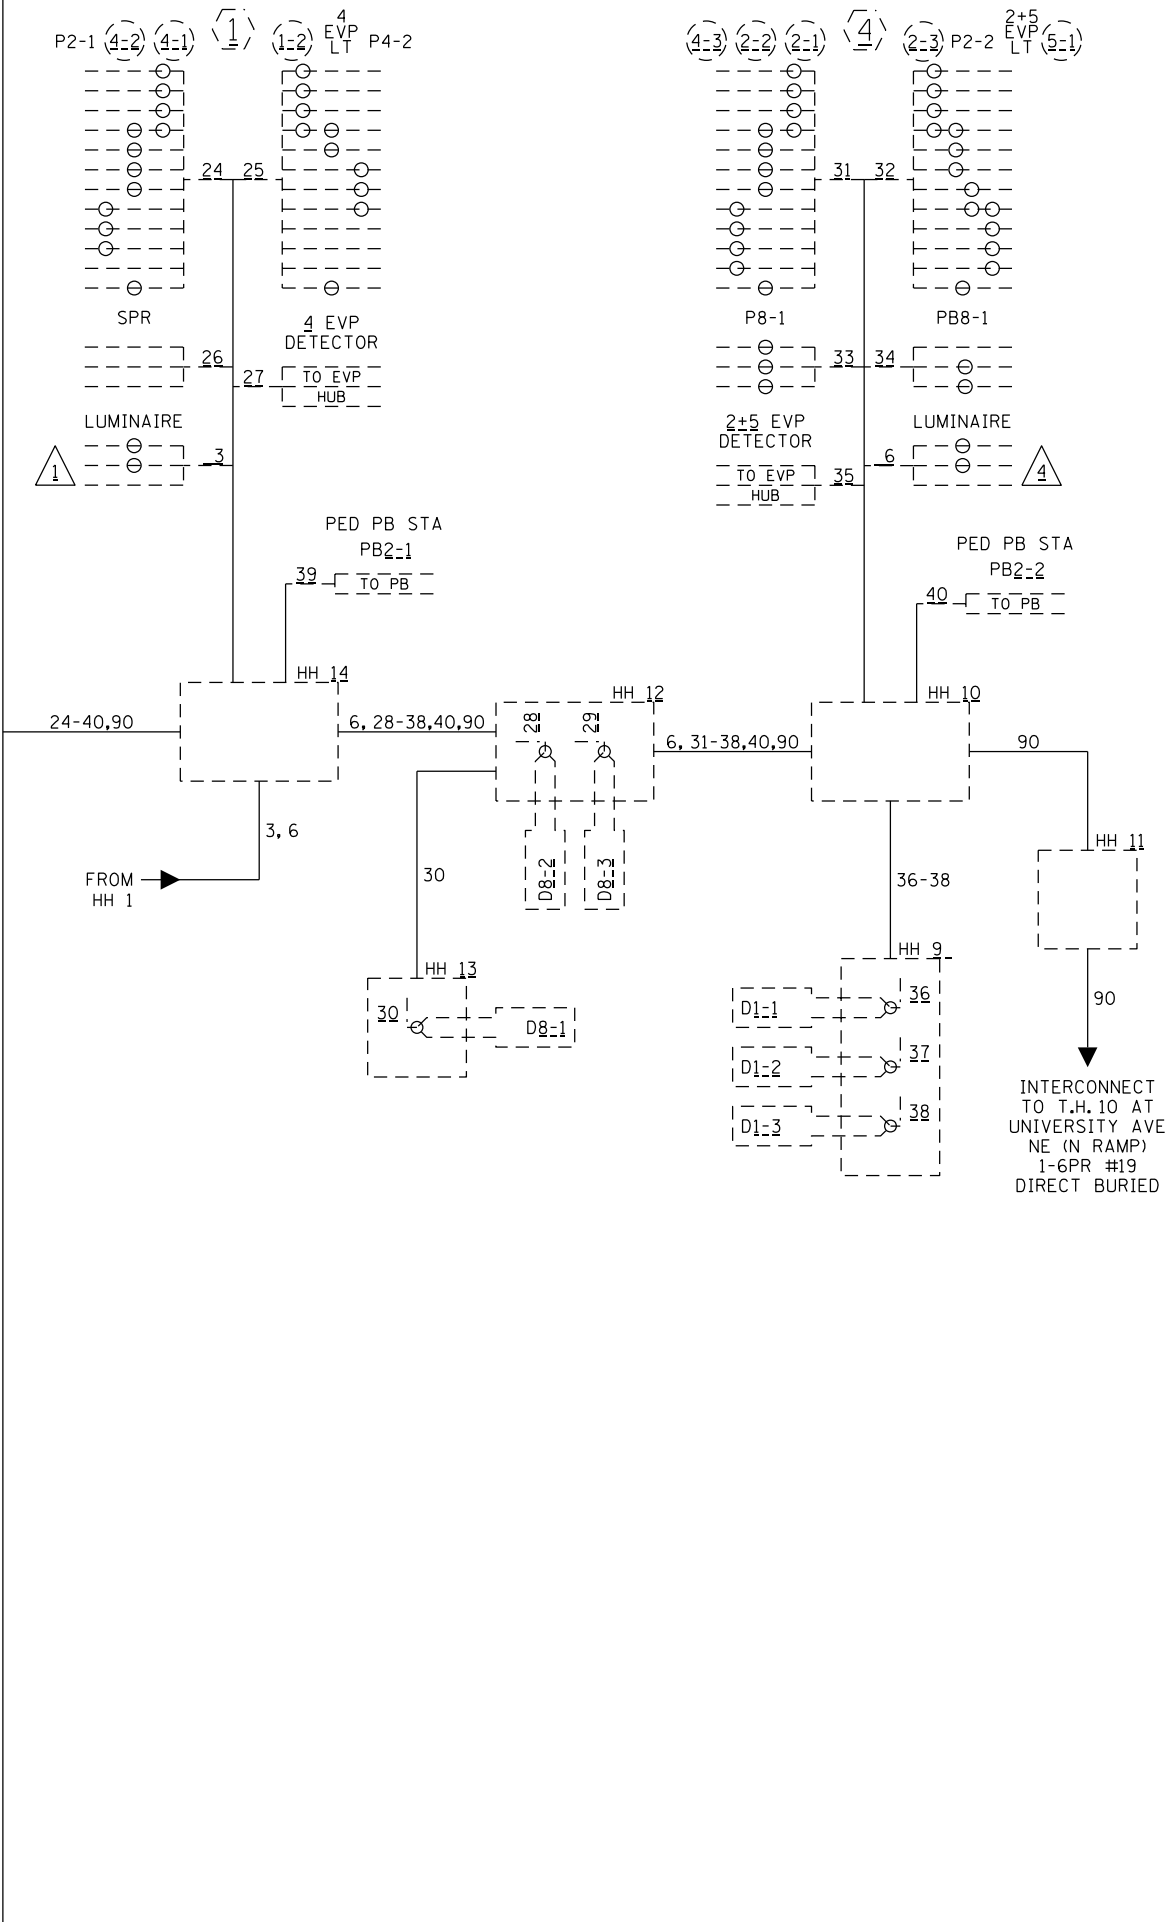 P2-1 4-2 4-1 1 1-2 4 EVP LT P4-2
4-3 2-2 2-1 4 2-3 P2-2 2+5 EVP LT 5-1
24 25
31 32
SPR
4 EVP
DETECTOR
P8-1
PB8-1
26
27 TO EVP
HUB
33 34
LUMINAIRE
2+5 EVP
DETECTOR
LUMINAIRE
1 3
TO EVP 35
HUB
6 4
PED PB STA
PB2-1
39 TO PB
PED PB STA
PB2-2
40 TO PB
HH 14
HH 12
HH 10
24-40,90
6, 28-38,40,90
28 29
6, 31-38,40,90
90
3, 6
FROM
HH 1
30
D8-2 D8-3
36-38
HH 11
HH 13
30 D8-1
HH 9
D1-1 36
D1-2 37
D1-3 38
90
INTERCONNECT
TO T.H. 10 AT
UNIVERSITY AVE
NE (N RAMP)
1-6PR #19
DIRECT BURIED